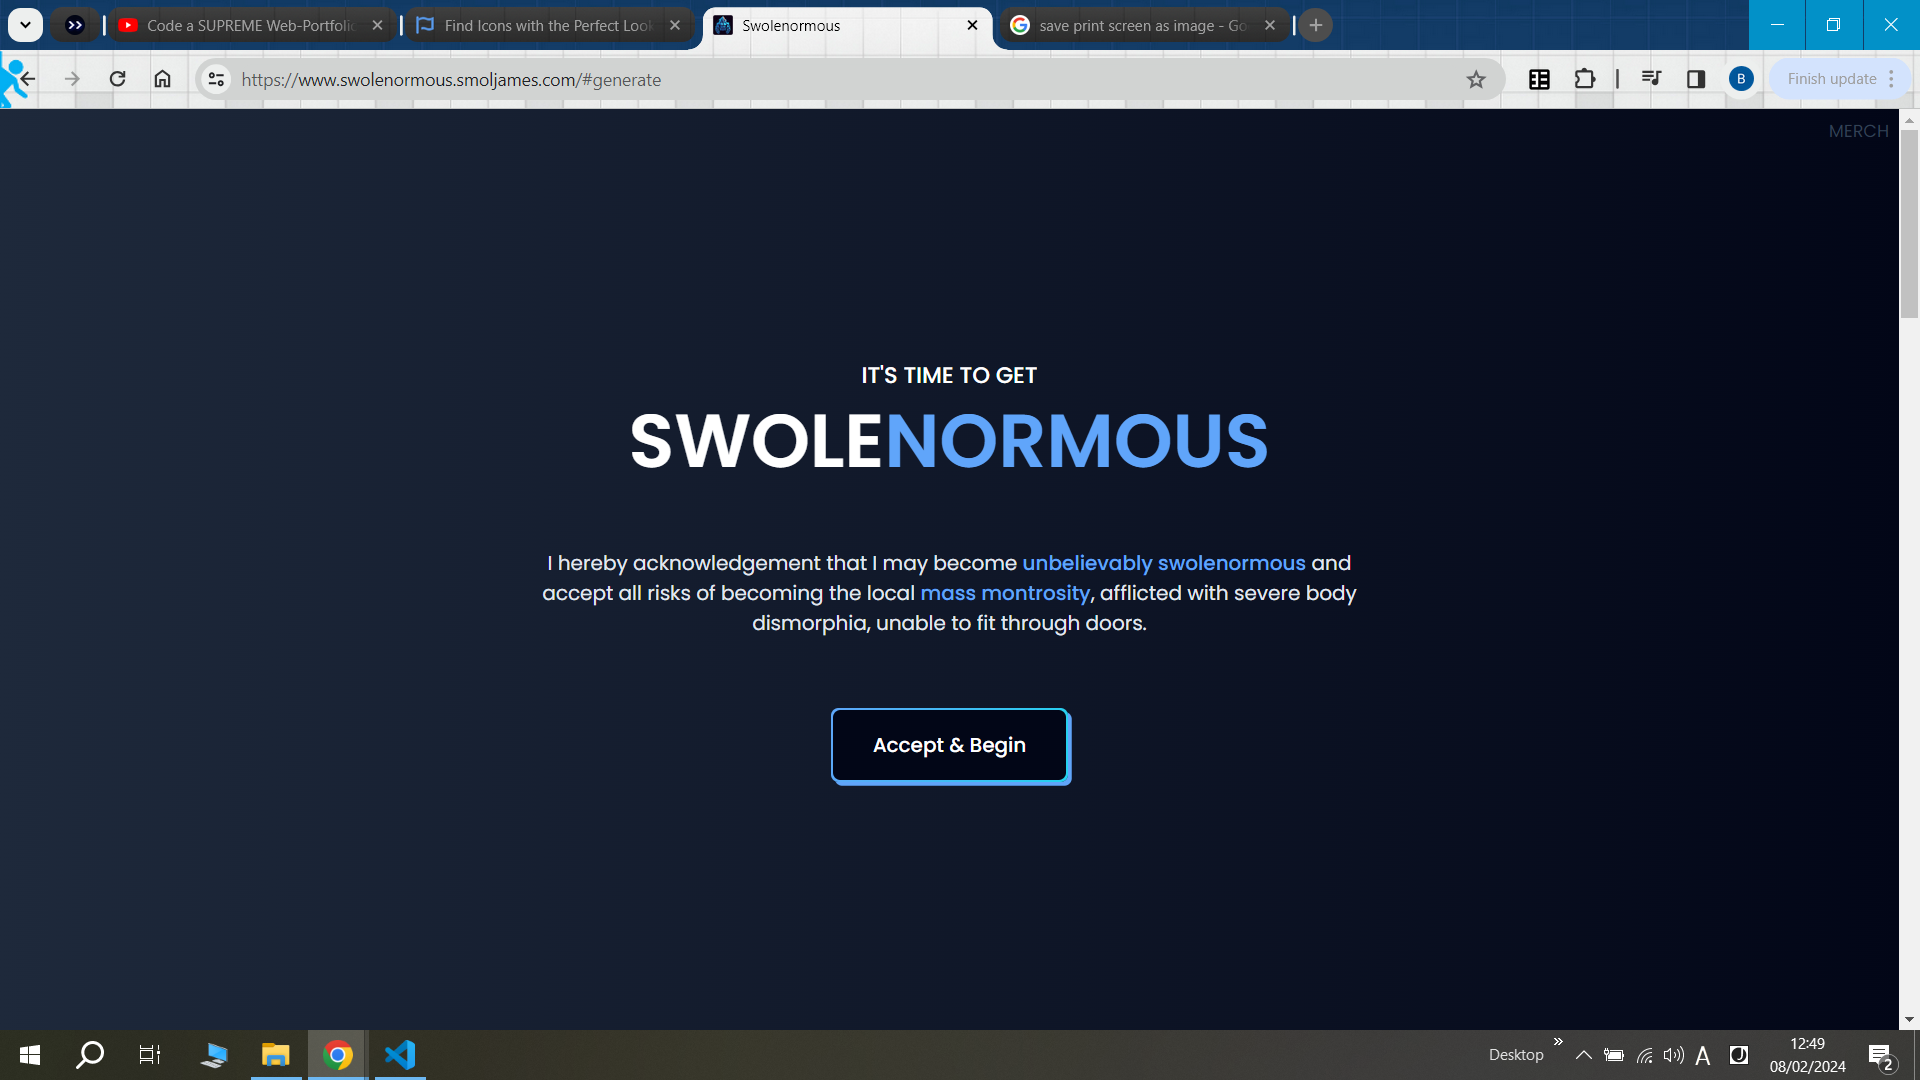 Code a SUPREME Web-Portfolio
Find Icons with the Perfect Look
Swolenormous
save print screen as image - Go
https://www.swolenormous.smoljames.com/#generate
B
Finish update
MERCH
IT'S TIME TO GET
SWOLENORMOUS
I hereby acknowledgement that I may become unbelievably swolenormous and
accept all risks of becoming the local mass montrosity, afflicted with severe body
dismorphia, unable to fit through doors.
Accept & Begin
Desktop
A
12:49
08/02/2024
2